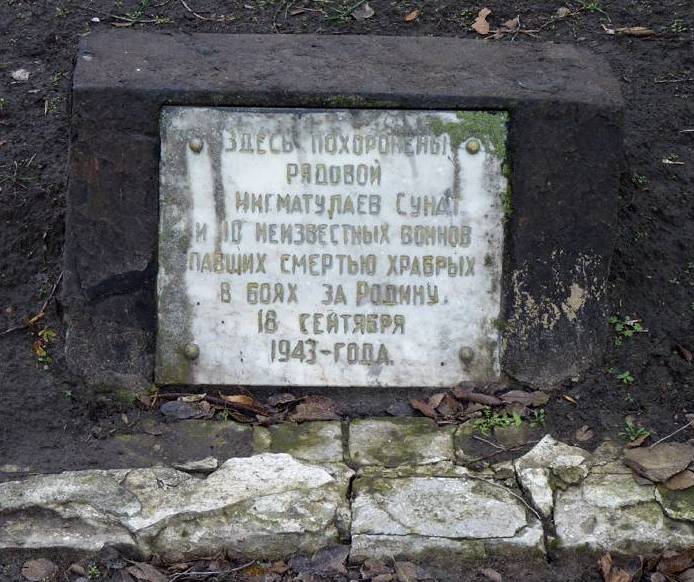 ЗДЕСЬ ПОХОРОНЕНЫ
РЯДОВОЙ
НИГМАТУЛАЕВ СУНАТ
И 10 НЕИЗВЕСТНЫХ ВОИНОВ
ПАВШИХ СМЕРТЬЮ ХРАБРЫХ
В БОЯХ ЗА РОДИНУ.
18 СЕНТЯБРЯ
1943-ГОДА.